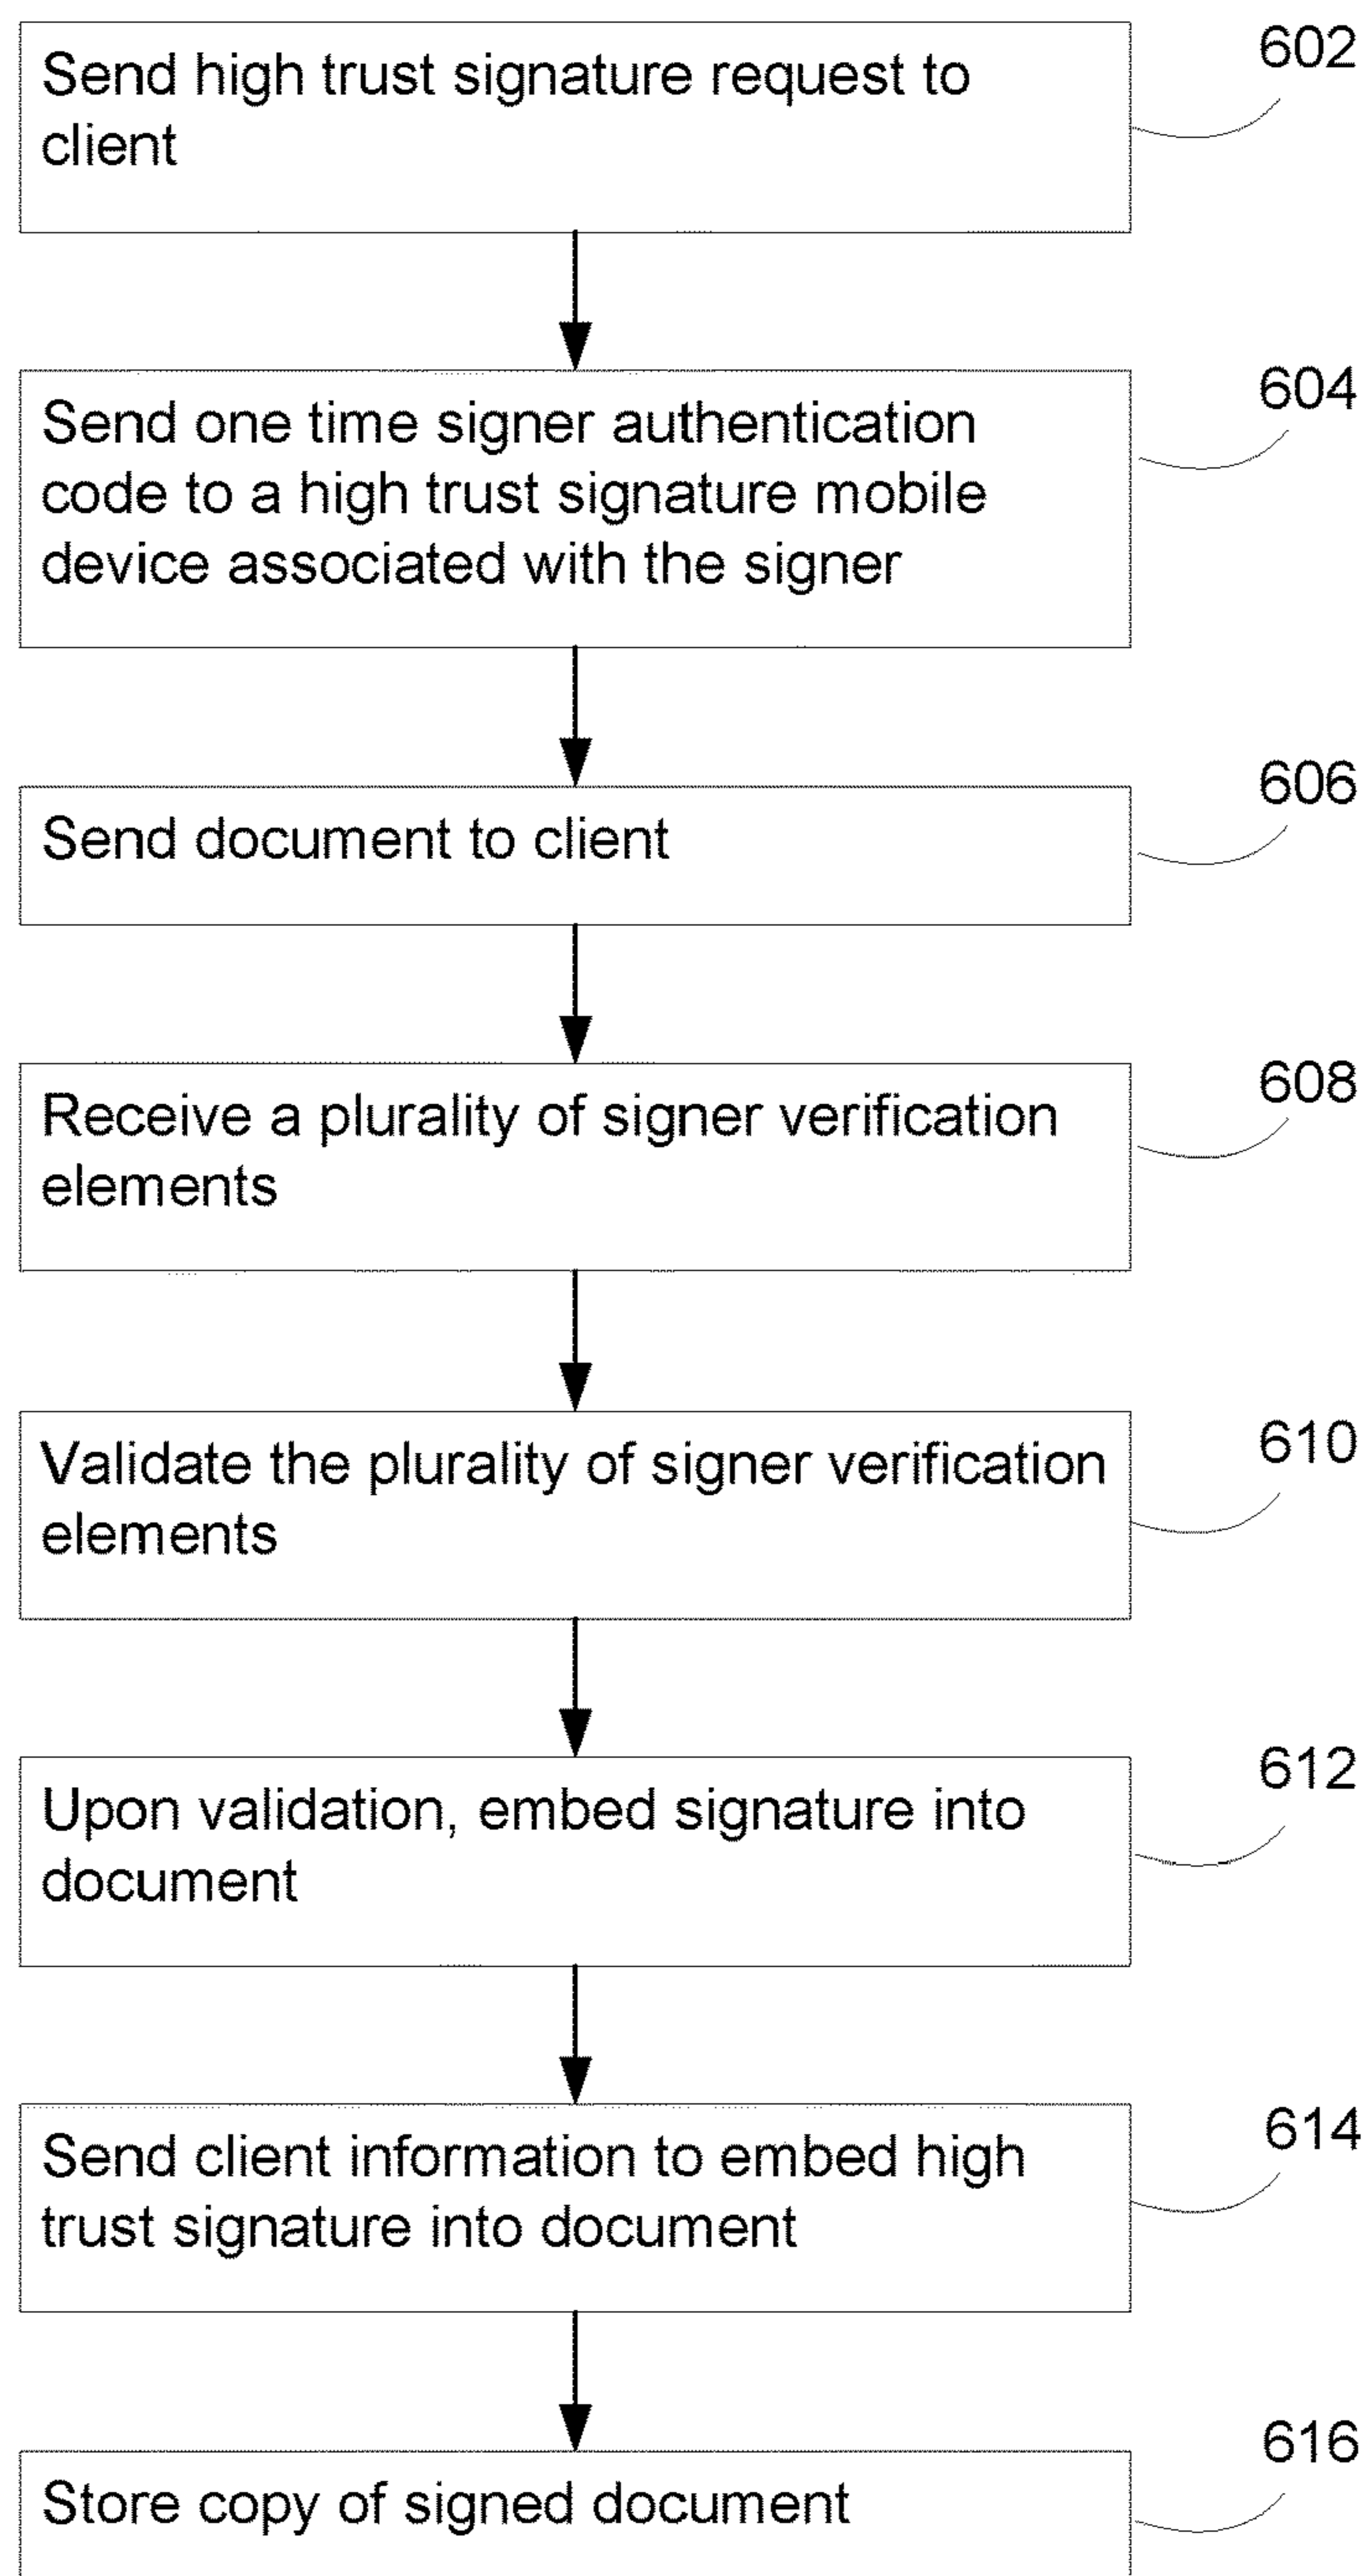 602
Send high trust signature request to
client
604
Send one time signer authentication
code to a high trust signature mobile
device associated with the signer
606
Send document to client
608
Receive a plurality of signer verification
elements
610
Validate the plurality of signer verification
elements
612
Upon validation, embed signature into
document
614
Send client information to embed high
trust signature into document
616
Store copy of signed document